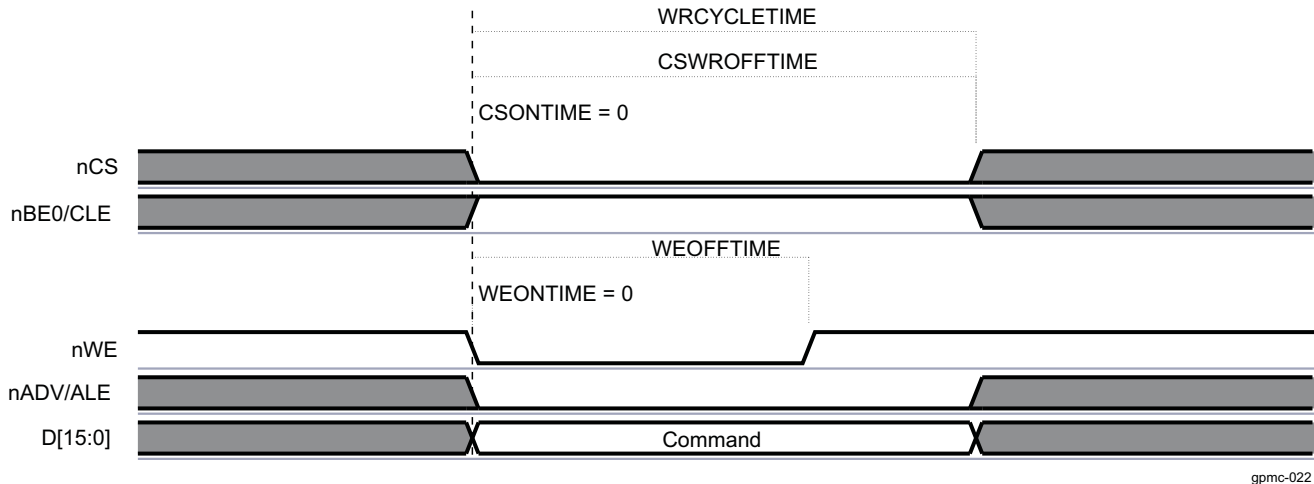 WRCYCLETIME
CSWROFFTIME
CSONTIME = 0
nCS
nBE0/CLE
WEOFFTIME
WEONTIME = 0
nWE
nADV/ALE
D[15:0] Command
gpmc-022